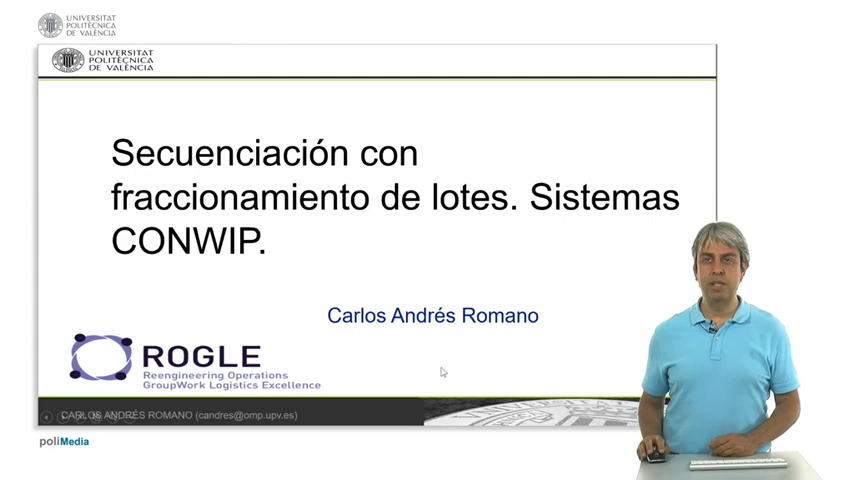 UNIVERSITAT
POLITÈCNICA
DE VALÈNCIA
UNIVERSITAT
POLITÈCNICA
DE VALÈNCIA
Secuenciación con
fraccionamiento de lotes. Sistemas
CONWIP.
Carlos Andrés Romano
ROGLE
Reengineering Operations
GroupWork Logistics Excellence
CARLOS ANDRÉS ROMANO (candres@omp.upv.es)
poliMedia